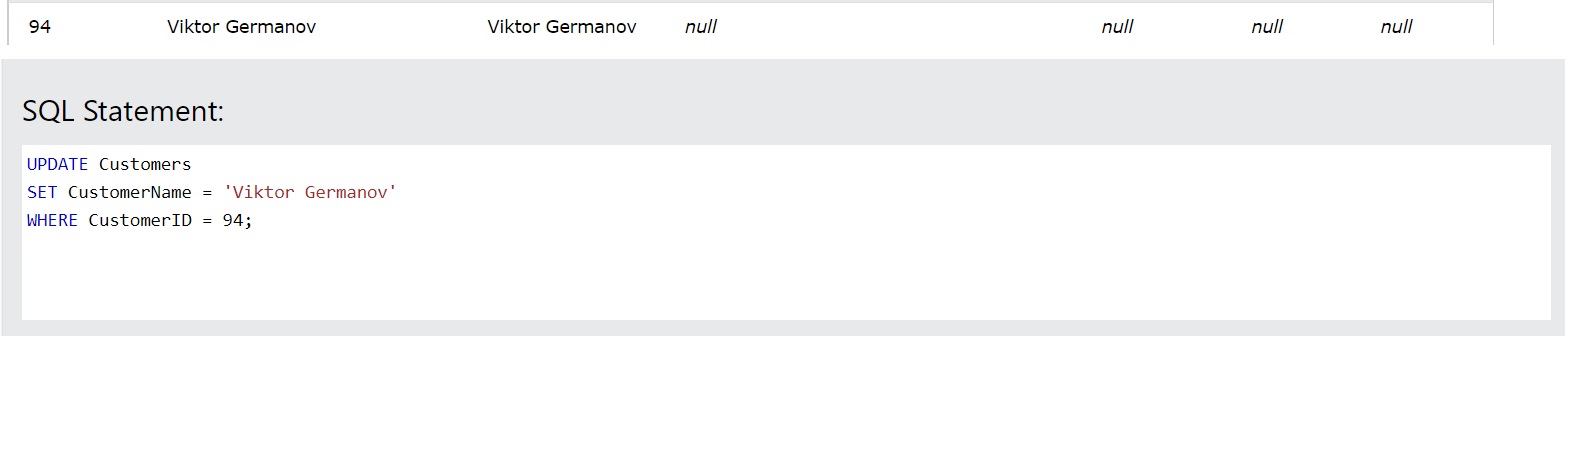 94 Viktor Germanov Viktor Germanov null null null null
SQL Statement:
UPDATE Customers
SET CustomerName = 'Viktor Germanov'
WHERE CustomerID = 94;